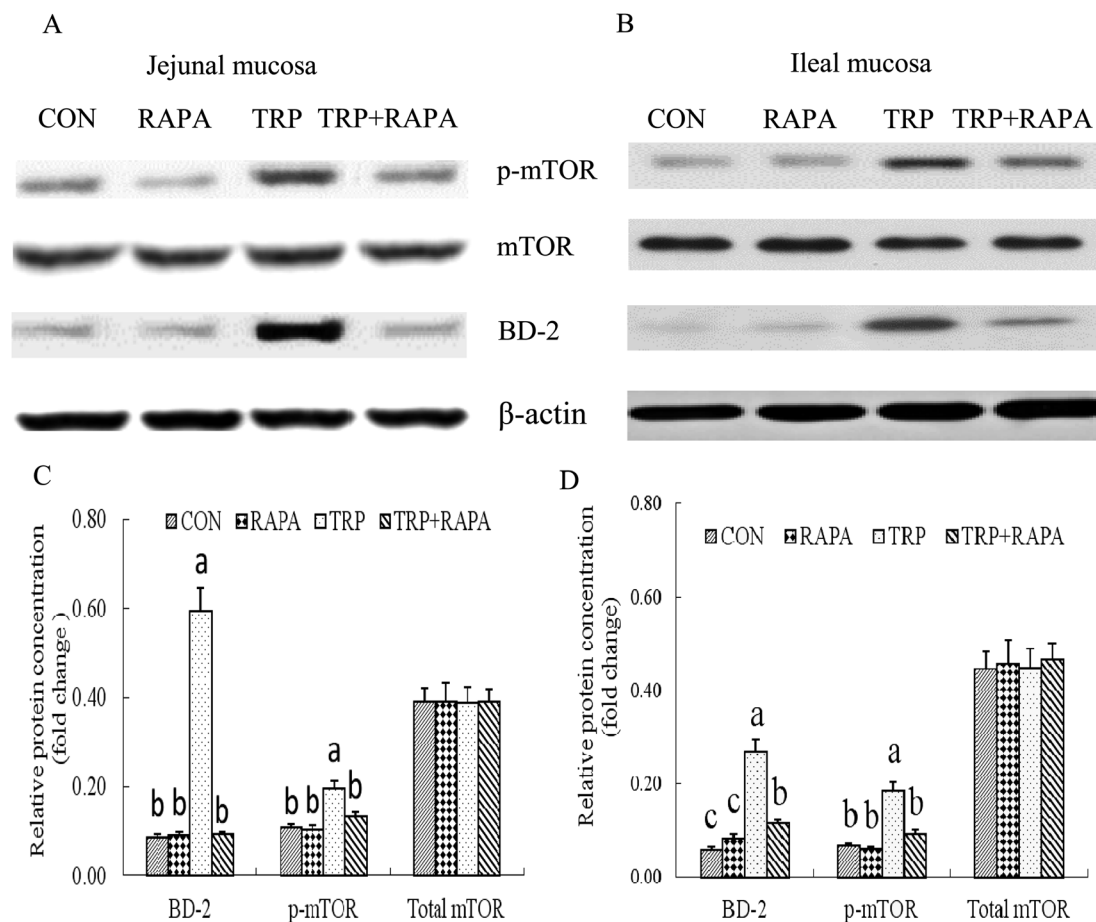 A
Jejunal mucosa
CON RAPA TRP TRP+RAPA
p-mTOR
mTOR
BD-2
β-actin
B
Ileal mucosa
CON RAPA TRP TRP+RAPA
C
Relative protein concentration
(fold change )
0.80
0.60
0.40
0.20
0.00
CON RAPA TRP TRP+RAPA
b b a b
b b a b
BD-2 p-mTOR Total mTOR
D
Relative protein concentration
(fold change)
0.80
0.60
0.40
0.20
0.00
CON RAPA TRP TRP+RAPA
c c a b
b b a b
BD-2 p-mTOR Total mTOR